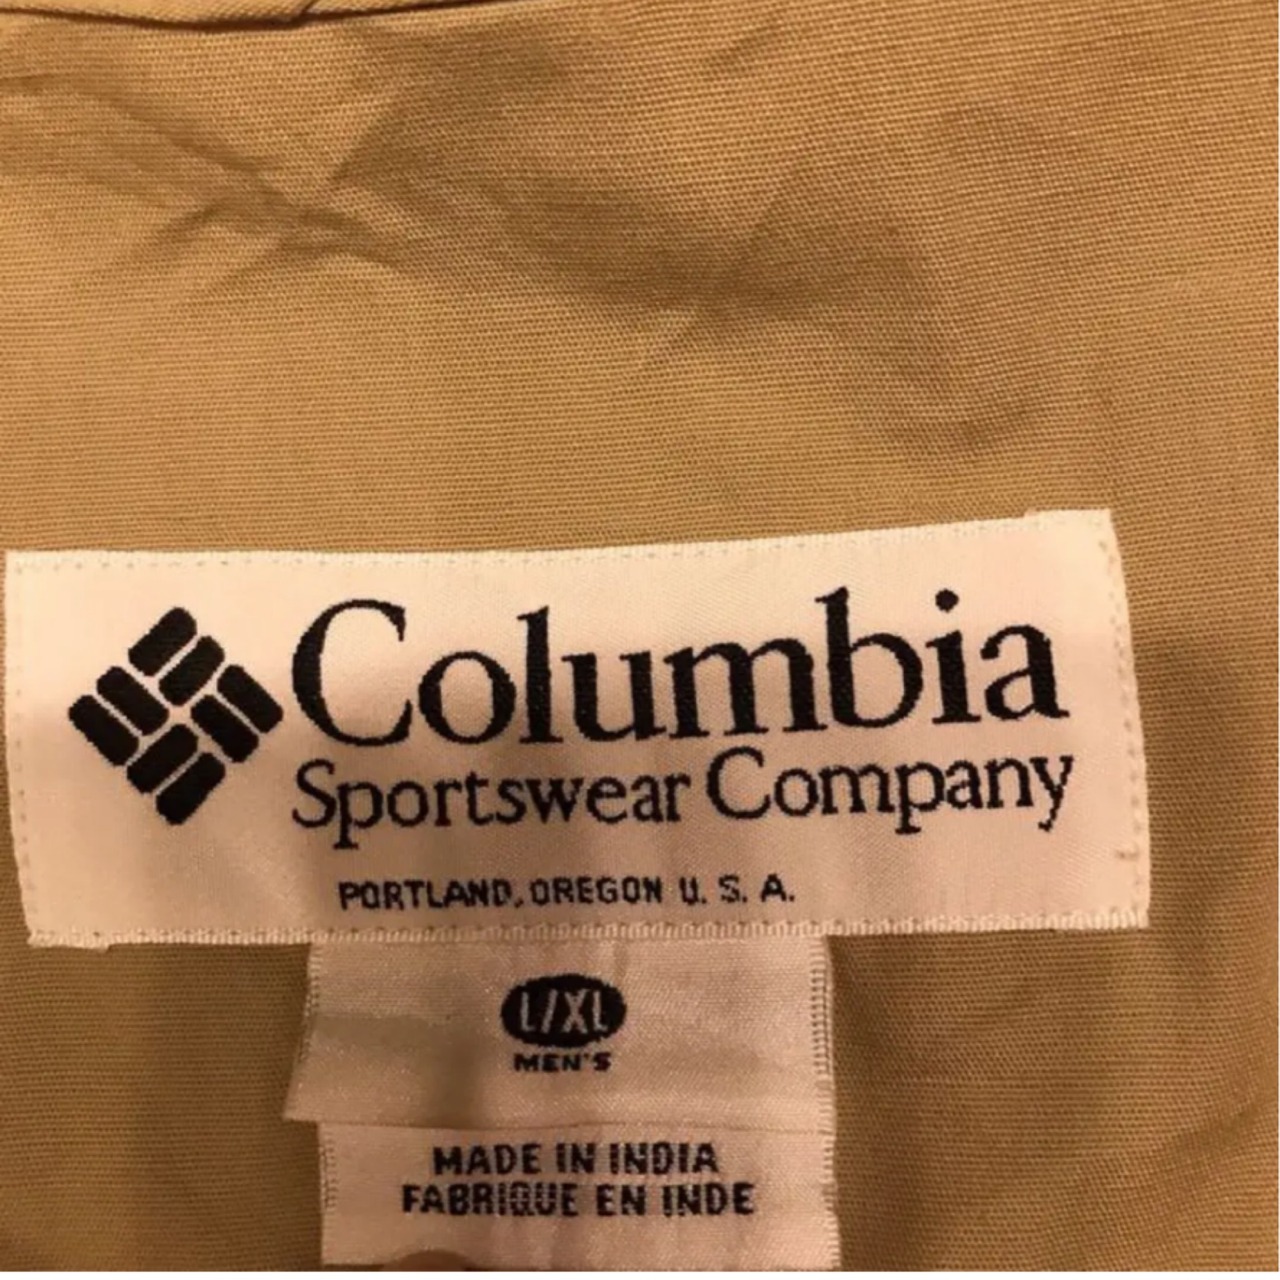 Columbia
Sportswear Company
PORTLAND, OREGON U. S. A.
L/XL
MEN'S
MADE IN INDIA
FABRIQUE EN INDE